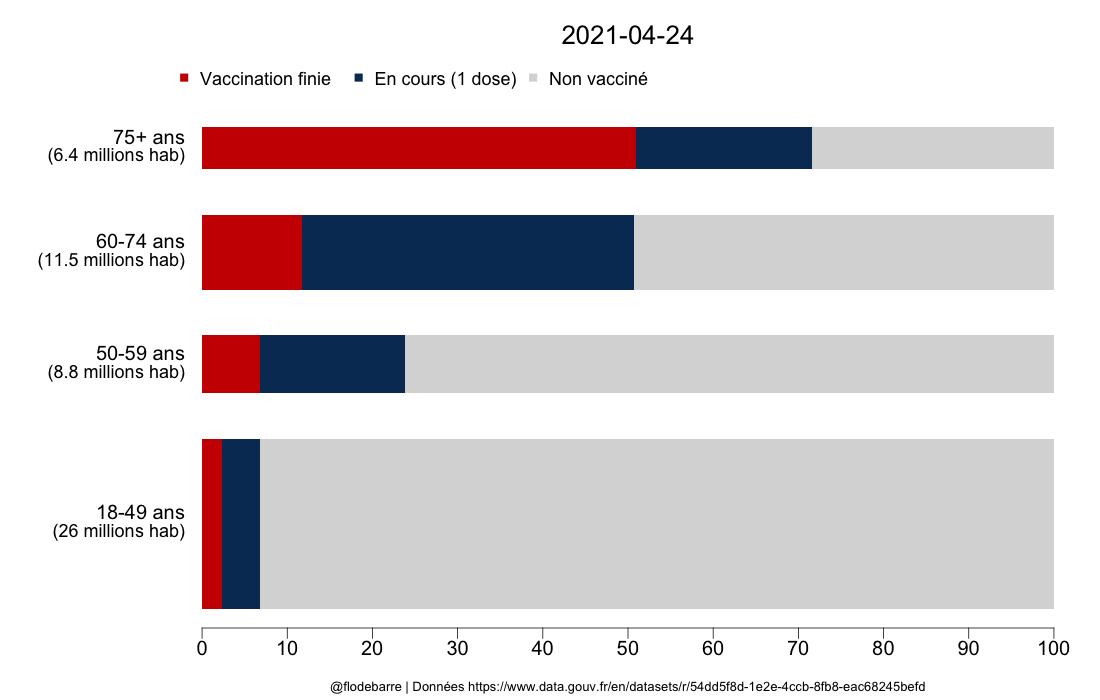 2021-04-24
Vaccination finie
En cours (1 dose)
Non vacciné
75+ ans
(6.4 millions hab)
60-74 ans
(11.5 millions hab)
50-59 ans
(8.8 millions hab)
18-49 ans
(26 millions hab)
0 10 20 30 40 50 60 70 80 90 100
@flodebarre | Données https://www.data.gouv.fr/en/datasets/r/54dd5f8d-1e2e-4ccb-8fb8-eac68245befd